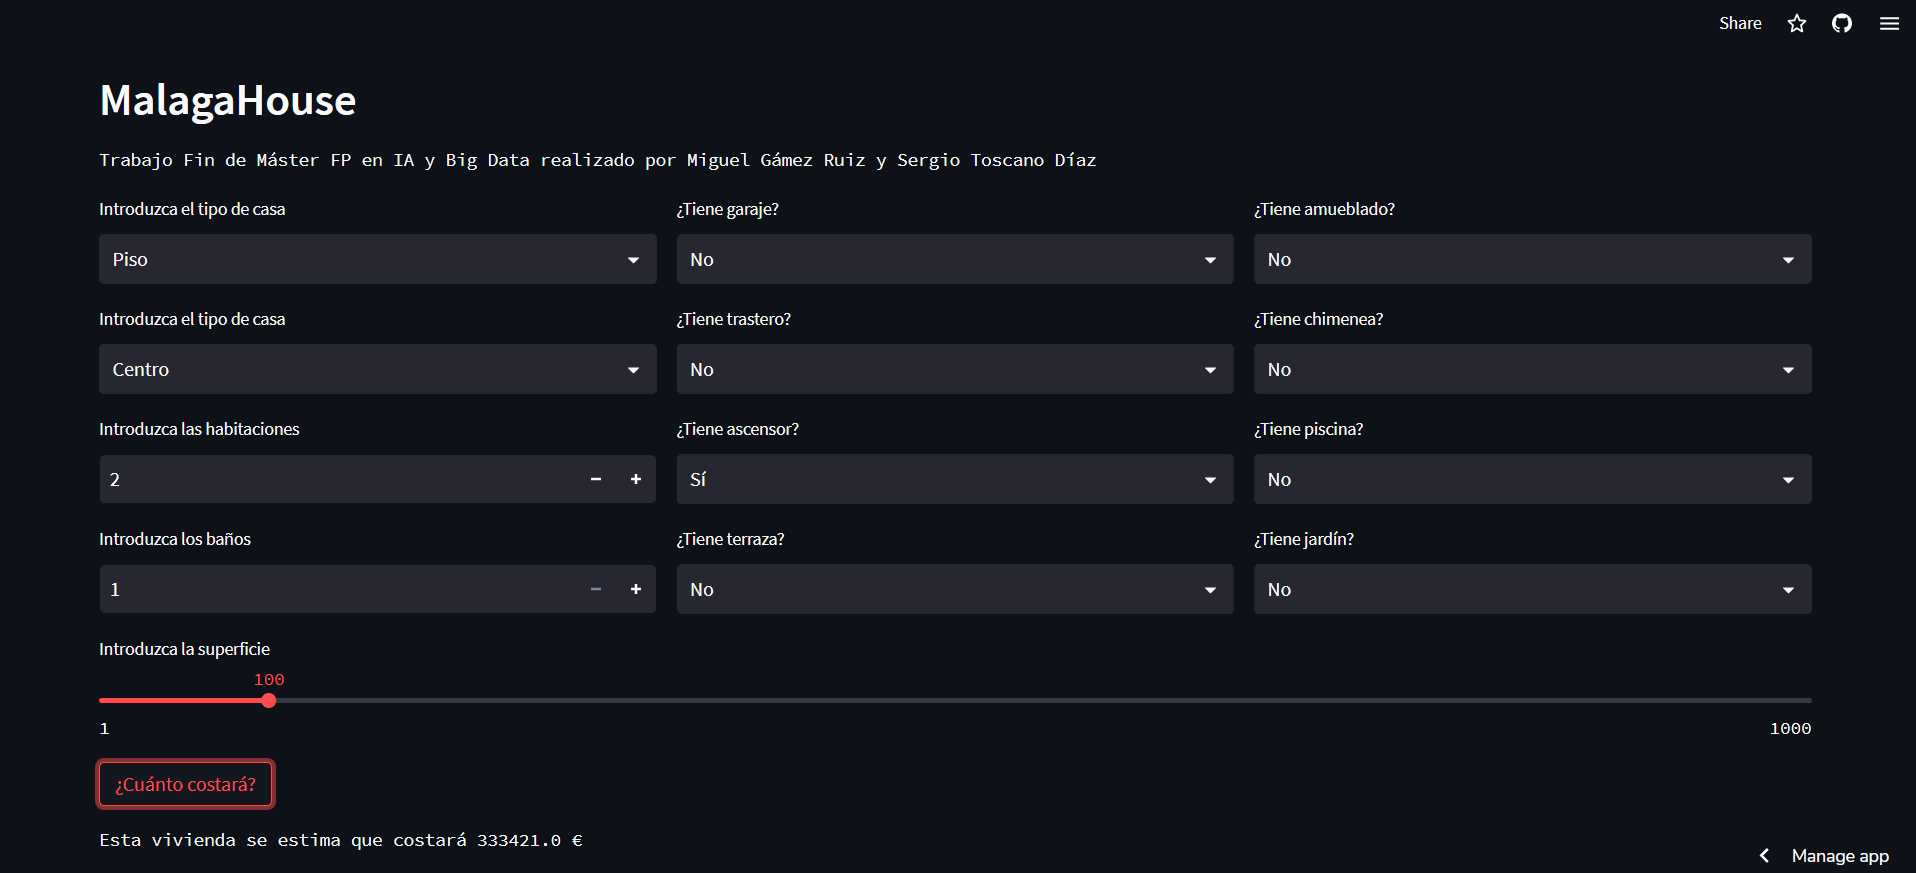 Share
MalagaHouse
Trabajo Fin de Máster FP en IA y Big Data realizado por Miguel Gámez Ruiz y Sergio Toscano Díaz
Introduzca el tipo de casa
¿Tiene garaje?
¿Tiene amueblado?
Piso
No
No
Introduzca el tipo de casa
¿Tiene trastero?
¿Tiene chimenea?
Centro
No
No
Introduzca las habitaciones
¿Tiene ascensor?
¿Tiene piscina?
2
Sí
No
Introduzca los baños
¿Tiene terraza?
¿Tiene jardín?
1
No
No
Introduzca la superficie
100
1
1000
¿Cuánto costará?
Esta vivienda se estima que costará 333421.0 €
Manage app